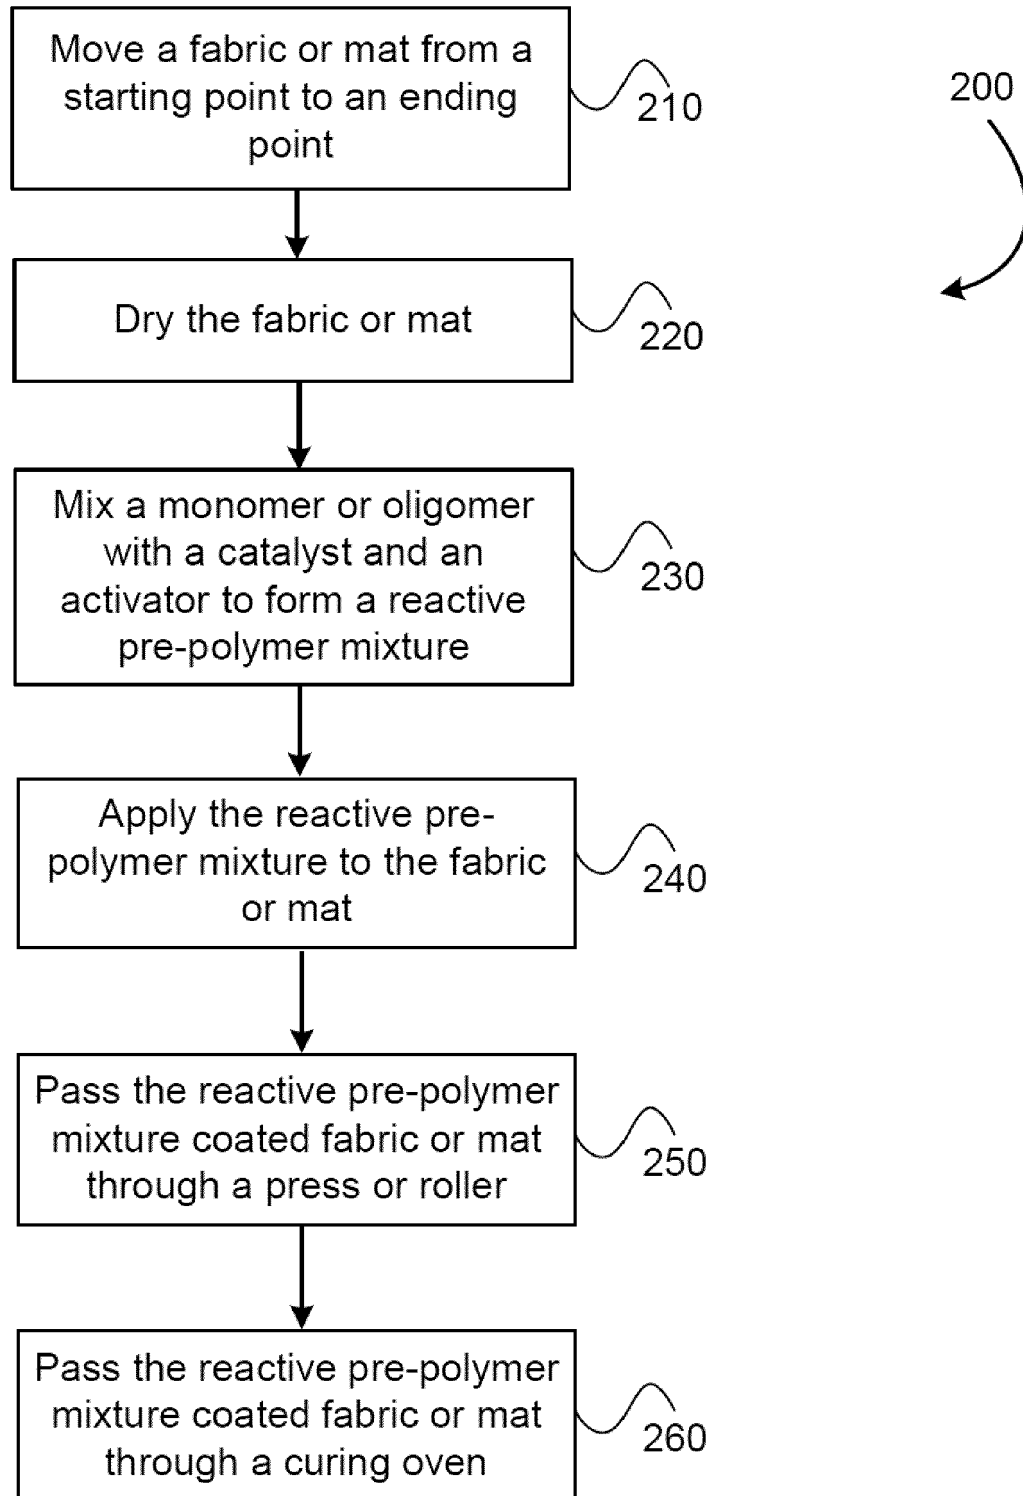 Move a fabric or mat from a
starting point to an ending
point
210
200
Dry the fabric or mat
220
Mix a monomer or oligomer
with a catalyst and an
activator to form a reactive
pre-polymer mixture
230
Apply the reactive pre-
polymer mixture to the fabric
or mat
240
Pass the reactive pre-polymer
mixture coated fabric or mat
through a press or roller
250
Pass the reactive pre-polymer
mixture coated fabric or mat
through a curing oven
260